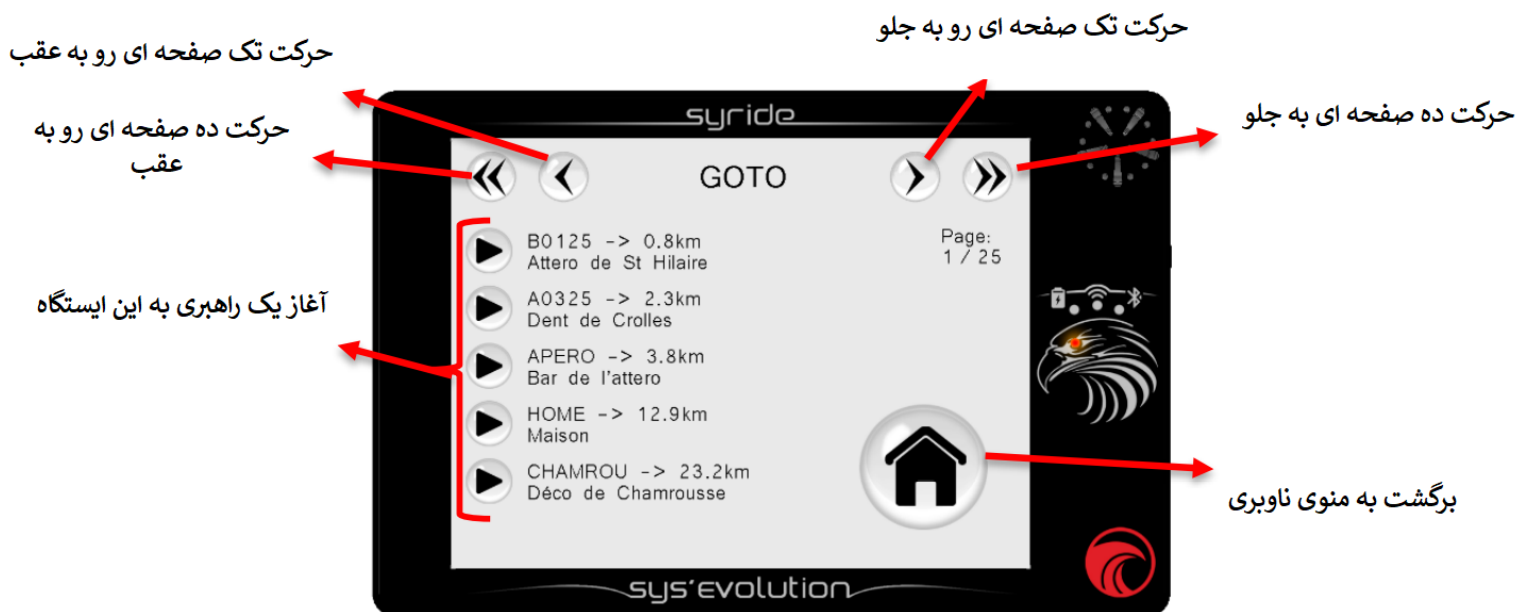 حرکت تک صفحه ای رو به جلو
حرکت تک صفحه ای رو به عقب
حرکت ده صفحه ای به جلو
حرکت ده صفحه ای رو به
عقب
syride
GOTO
Page:
1 / 25
B0125 -> 0.8km
Attero de St Hilaire
A0325 -> 2.3km
Dent de Crolles
APERO -> 3.8km
Bar de l'attero
HOME -> 12.9km
Maison
CHAMROU -> 23.2km
Déco de Chamrousse
آغاز یک راهبری به این ایستگاه
برگشت به منوی ناوبری
sys'evolution